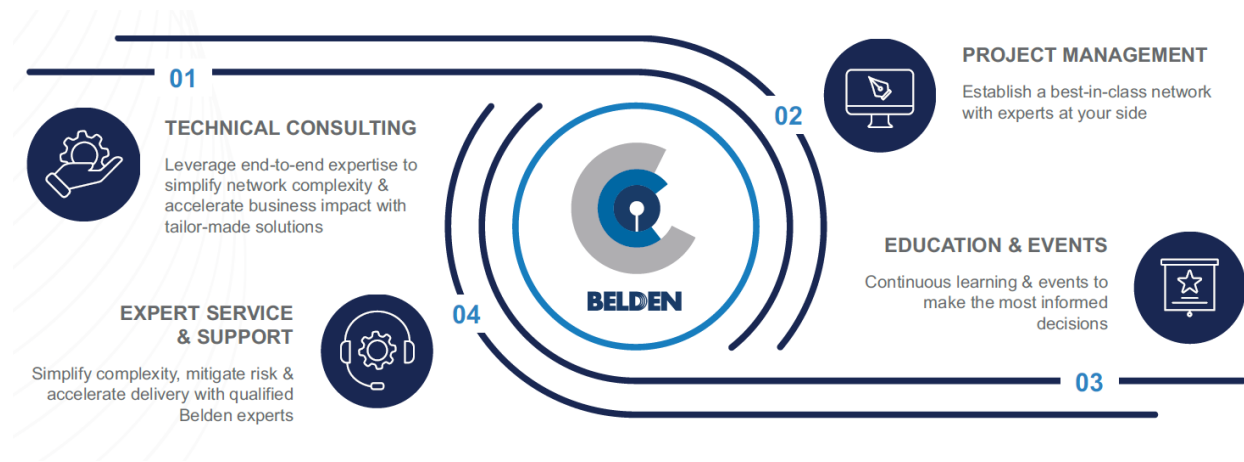 01
TECHNICAL CONSULTING
Leverage end-to-end expertise to
simplify network complexity &
accelerate business impact with
tailor-made solutions
02
PROJECT MANAGEMENT
Establish a best-in-class network
with experts at your side
BELDEN
EDUCATION & EVENTS
Continuous learning & events to
make the most informed
decisions
03
EXPERT SERVICE
& SUPPORT
Simplify complexity, mitigate risk &
accelerate delivery with qualified
Belden experts
04